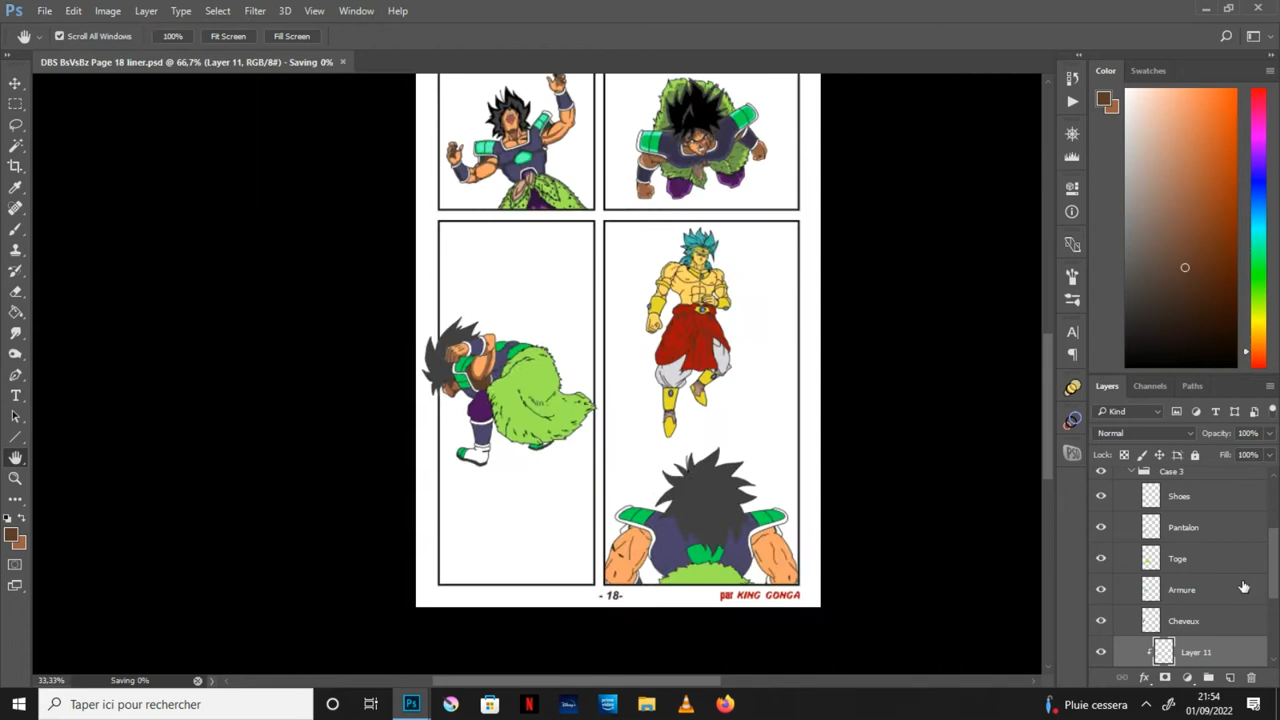 Ps File Edit Image Layer Type Select Filter 3D View Window Help
Scroll All Windows 100% Fit Screen Fill Screen
DBS BsVsBz Page 18 liner.psd @ 66,7% (Layer 11, RGB/8#) - Saving 0% ×
Color Swatches
- 18-
par KING GONGA
Layers Channels Paths
Kind
Normal Opacity: 100%
Lock: Fill: 100%
Case 3
Shoes
Pantalon
Toge
Armure
Cheveux
Layer 11
33,33% Saving 0%
Taper ici pour rechercher
Pluie cessera
21:54
01/09/2022